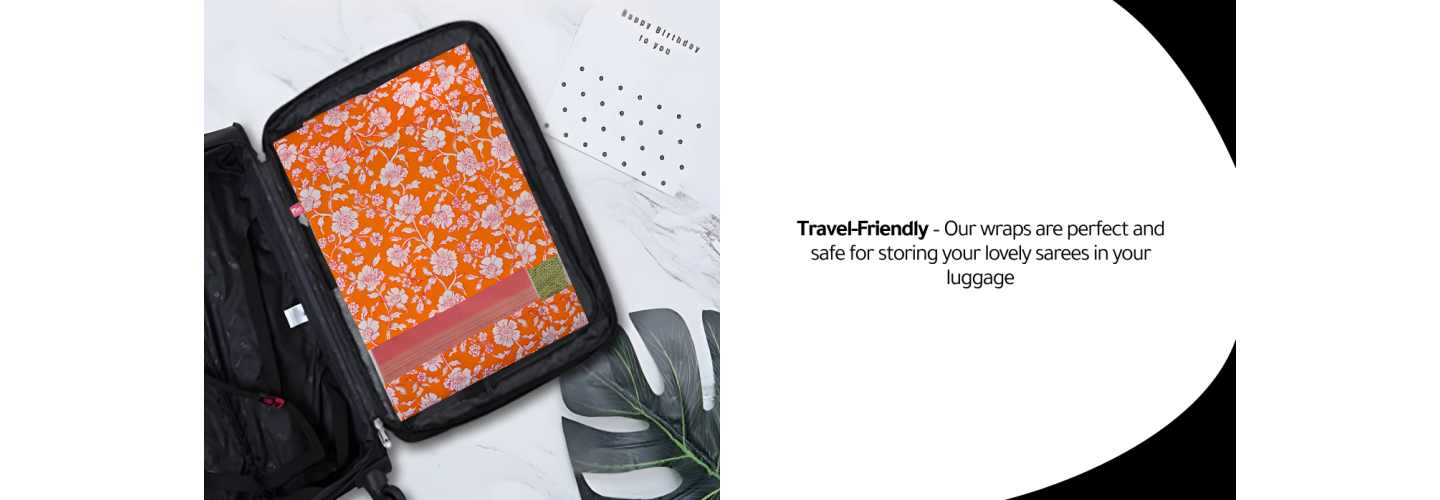 Happy Birthday
to you
Travel-Friendly - Our wraps are perfect and
safe for storing your lovely sarees in your
luggage